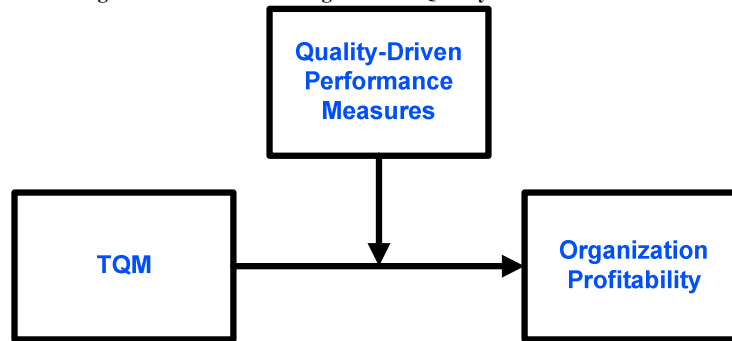 Quality-Driven
Performance
Measures
TQM
Organization
Profitability